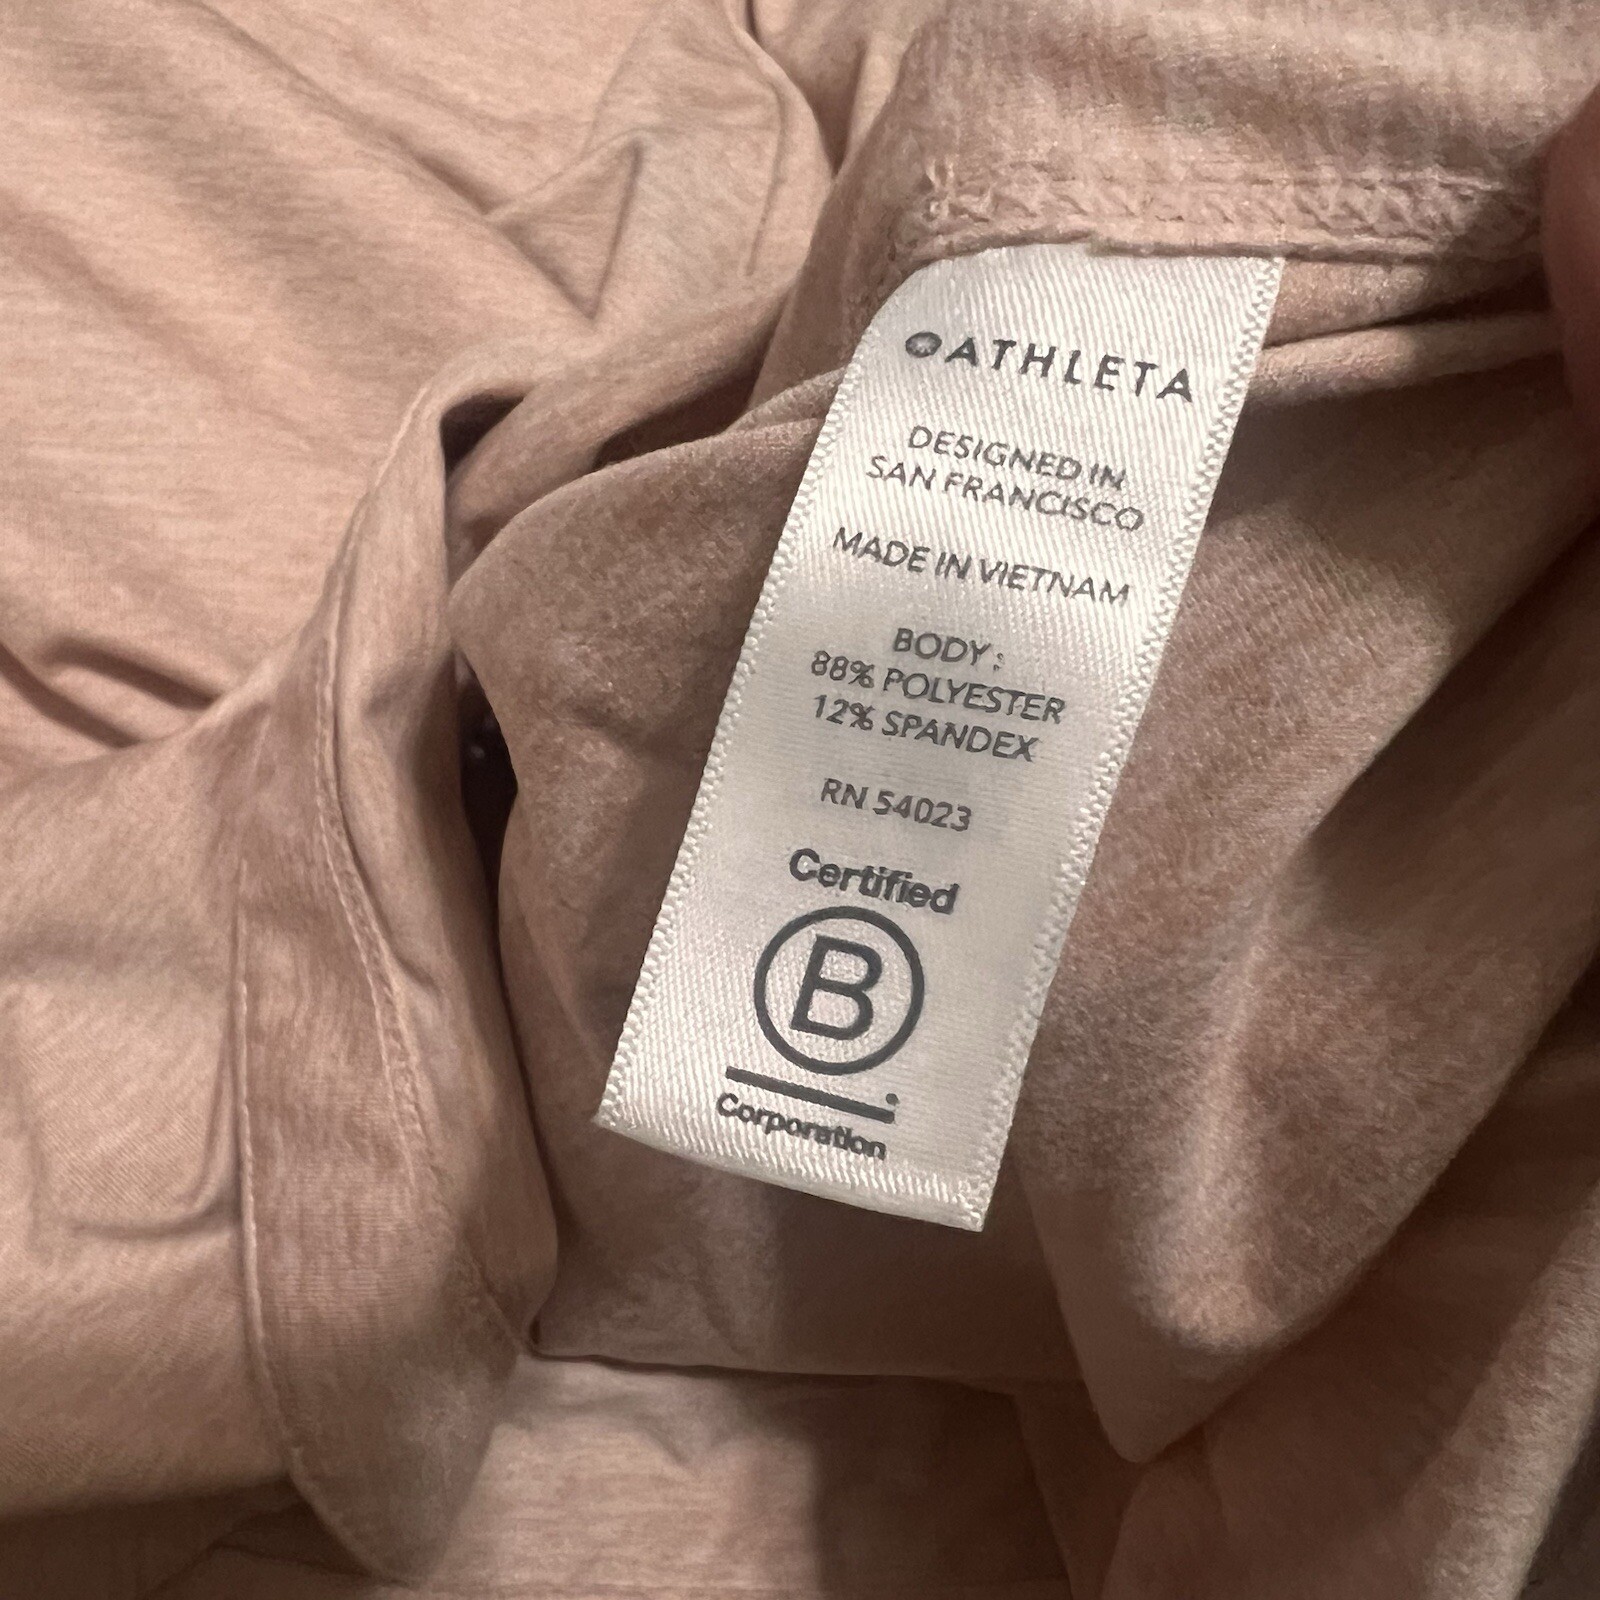 ATHLETA
DESIGNED IN
SAN FRANCISCO
MADE IN VIETNAM
BODY:
88% POLYESTER
12% SPANDEX
RN 54023
Certified
B
Corporation